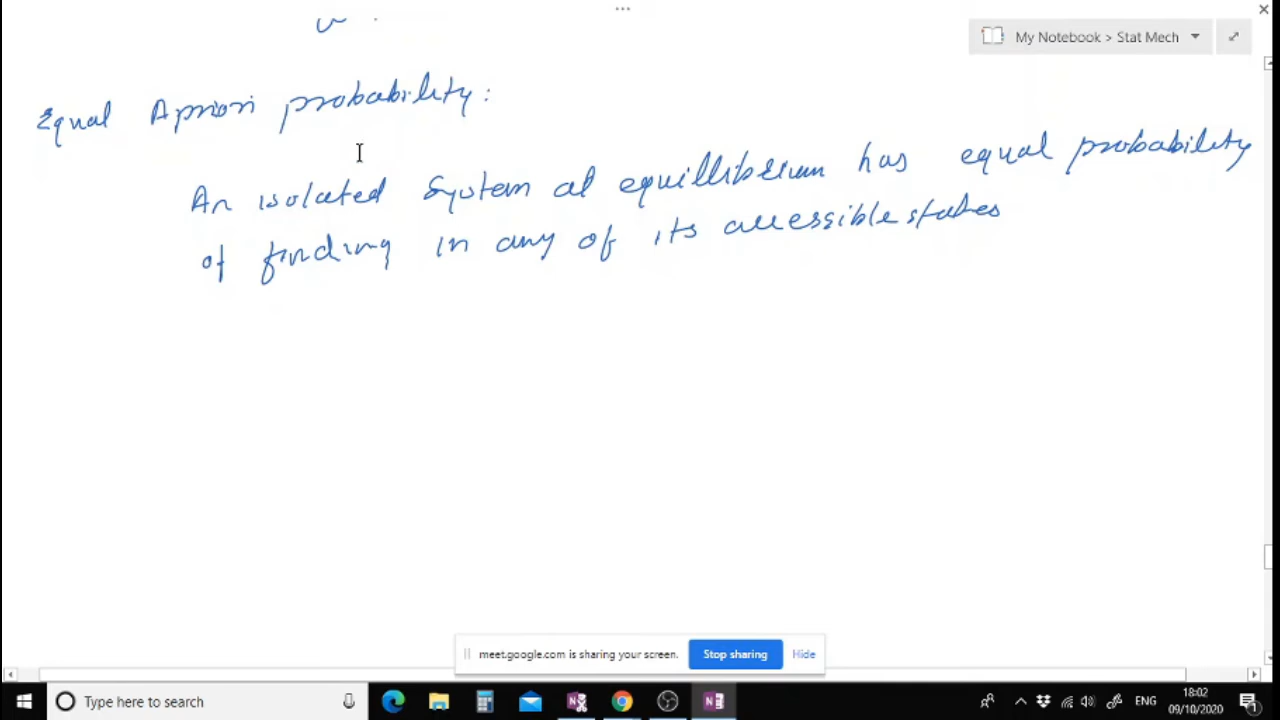 My Notebook > Stat Mech
Equal Apriori probability:
An isolated System at equillibrium has equal probability
of finding in any of its accessible states
meet.google.com is sharing your screen. Stop sharing Hide
Type here to search
ENG
18:02
09/10/2020